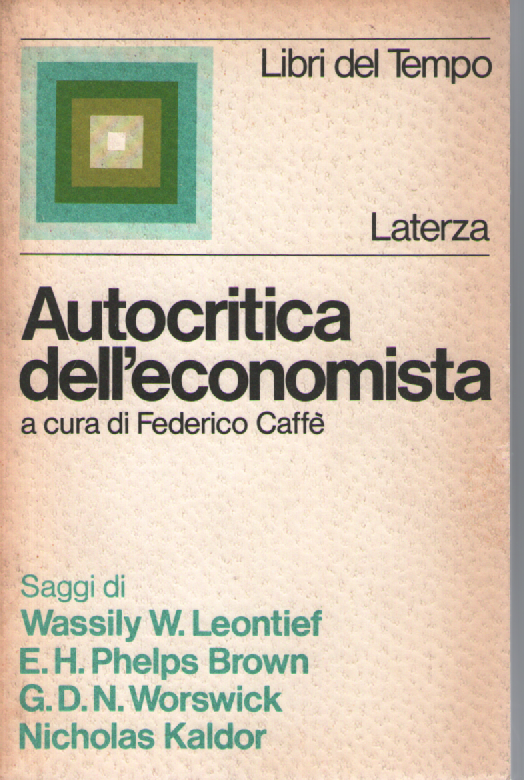 Libri del Tempo
Laterza
Autocritica
dell'economista
a cura di Federico Caffè
Saggi di
Wassily W. Leontief
E. H. Phelps Brown
G. D. N. Worswick
Nicholas Kaldor